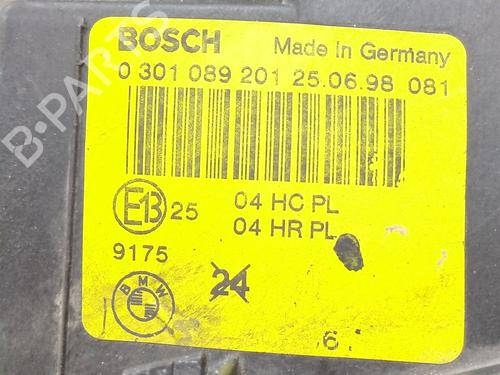 BOSCH Made in Germany
0 301 089 201 25.06.98 081
E13 25 04 HC PL
04 HR PL
9175
BMW
24
6
B-PARTS